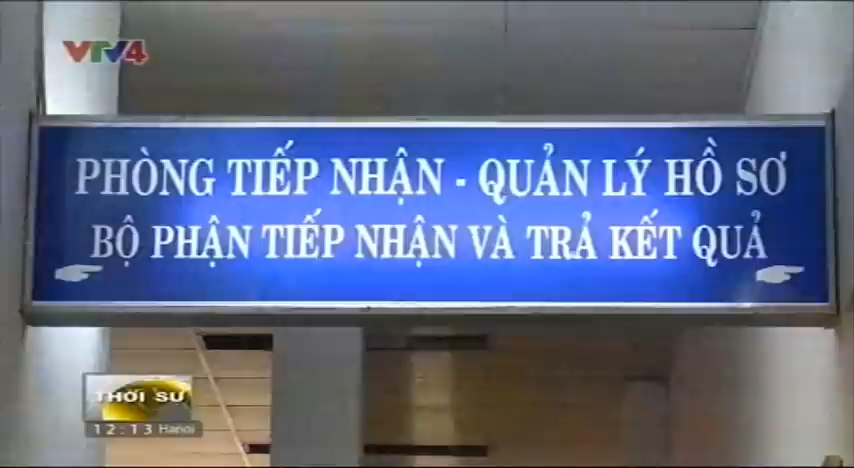 VTV4
PHÒNG TIẾP NHẬN - QUẢN LÝ HỒ SƠ
BỘ PHẬN TIẾP NHẬN VÀ TRẢ KẾT QUẢ
THỜI SỰ
12:13 Hanoi